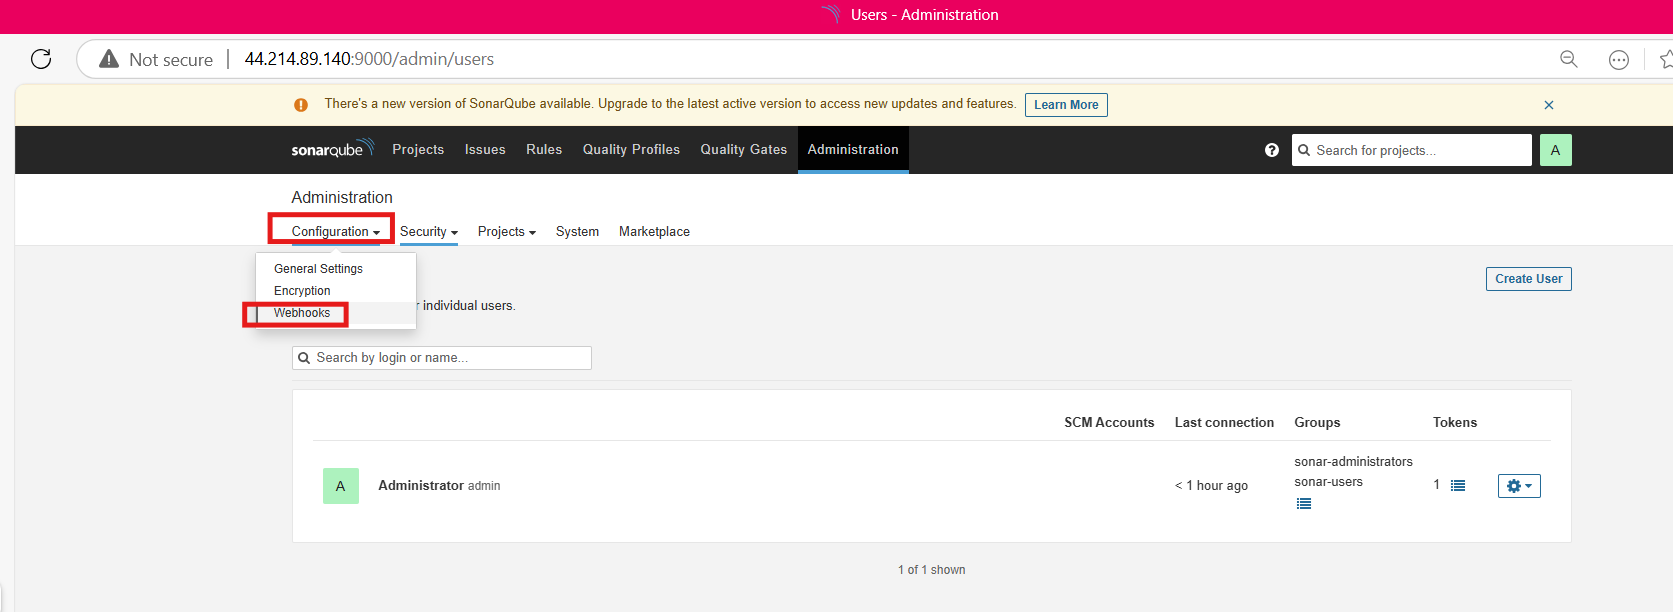 Users - Administration
Not secure 44.214.89.140:9000/admin/users
There's a new version of SonarQube available. Upgrade to the latest active version to access new updates and features. Learn More
sonarqube Projects Issues Rules Quality Profiles Quality Gates Administration Search for projects... A
Administration
Configuration Security Projects System Marketplace
General Settings
Create User
Encryption
r individual users.
Webhooks
Search by login or name...
SCM Accounts Last connection Groups Tokens
sonar-administrators
A Administrator admin < 1 hour ago sonar-users 1
1 of 1 shown